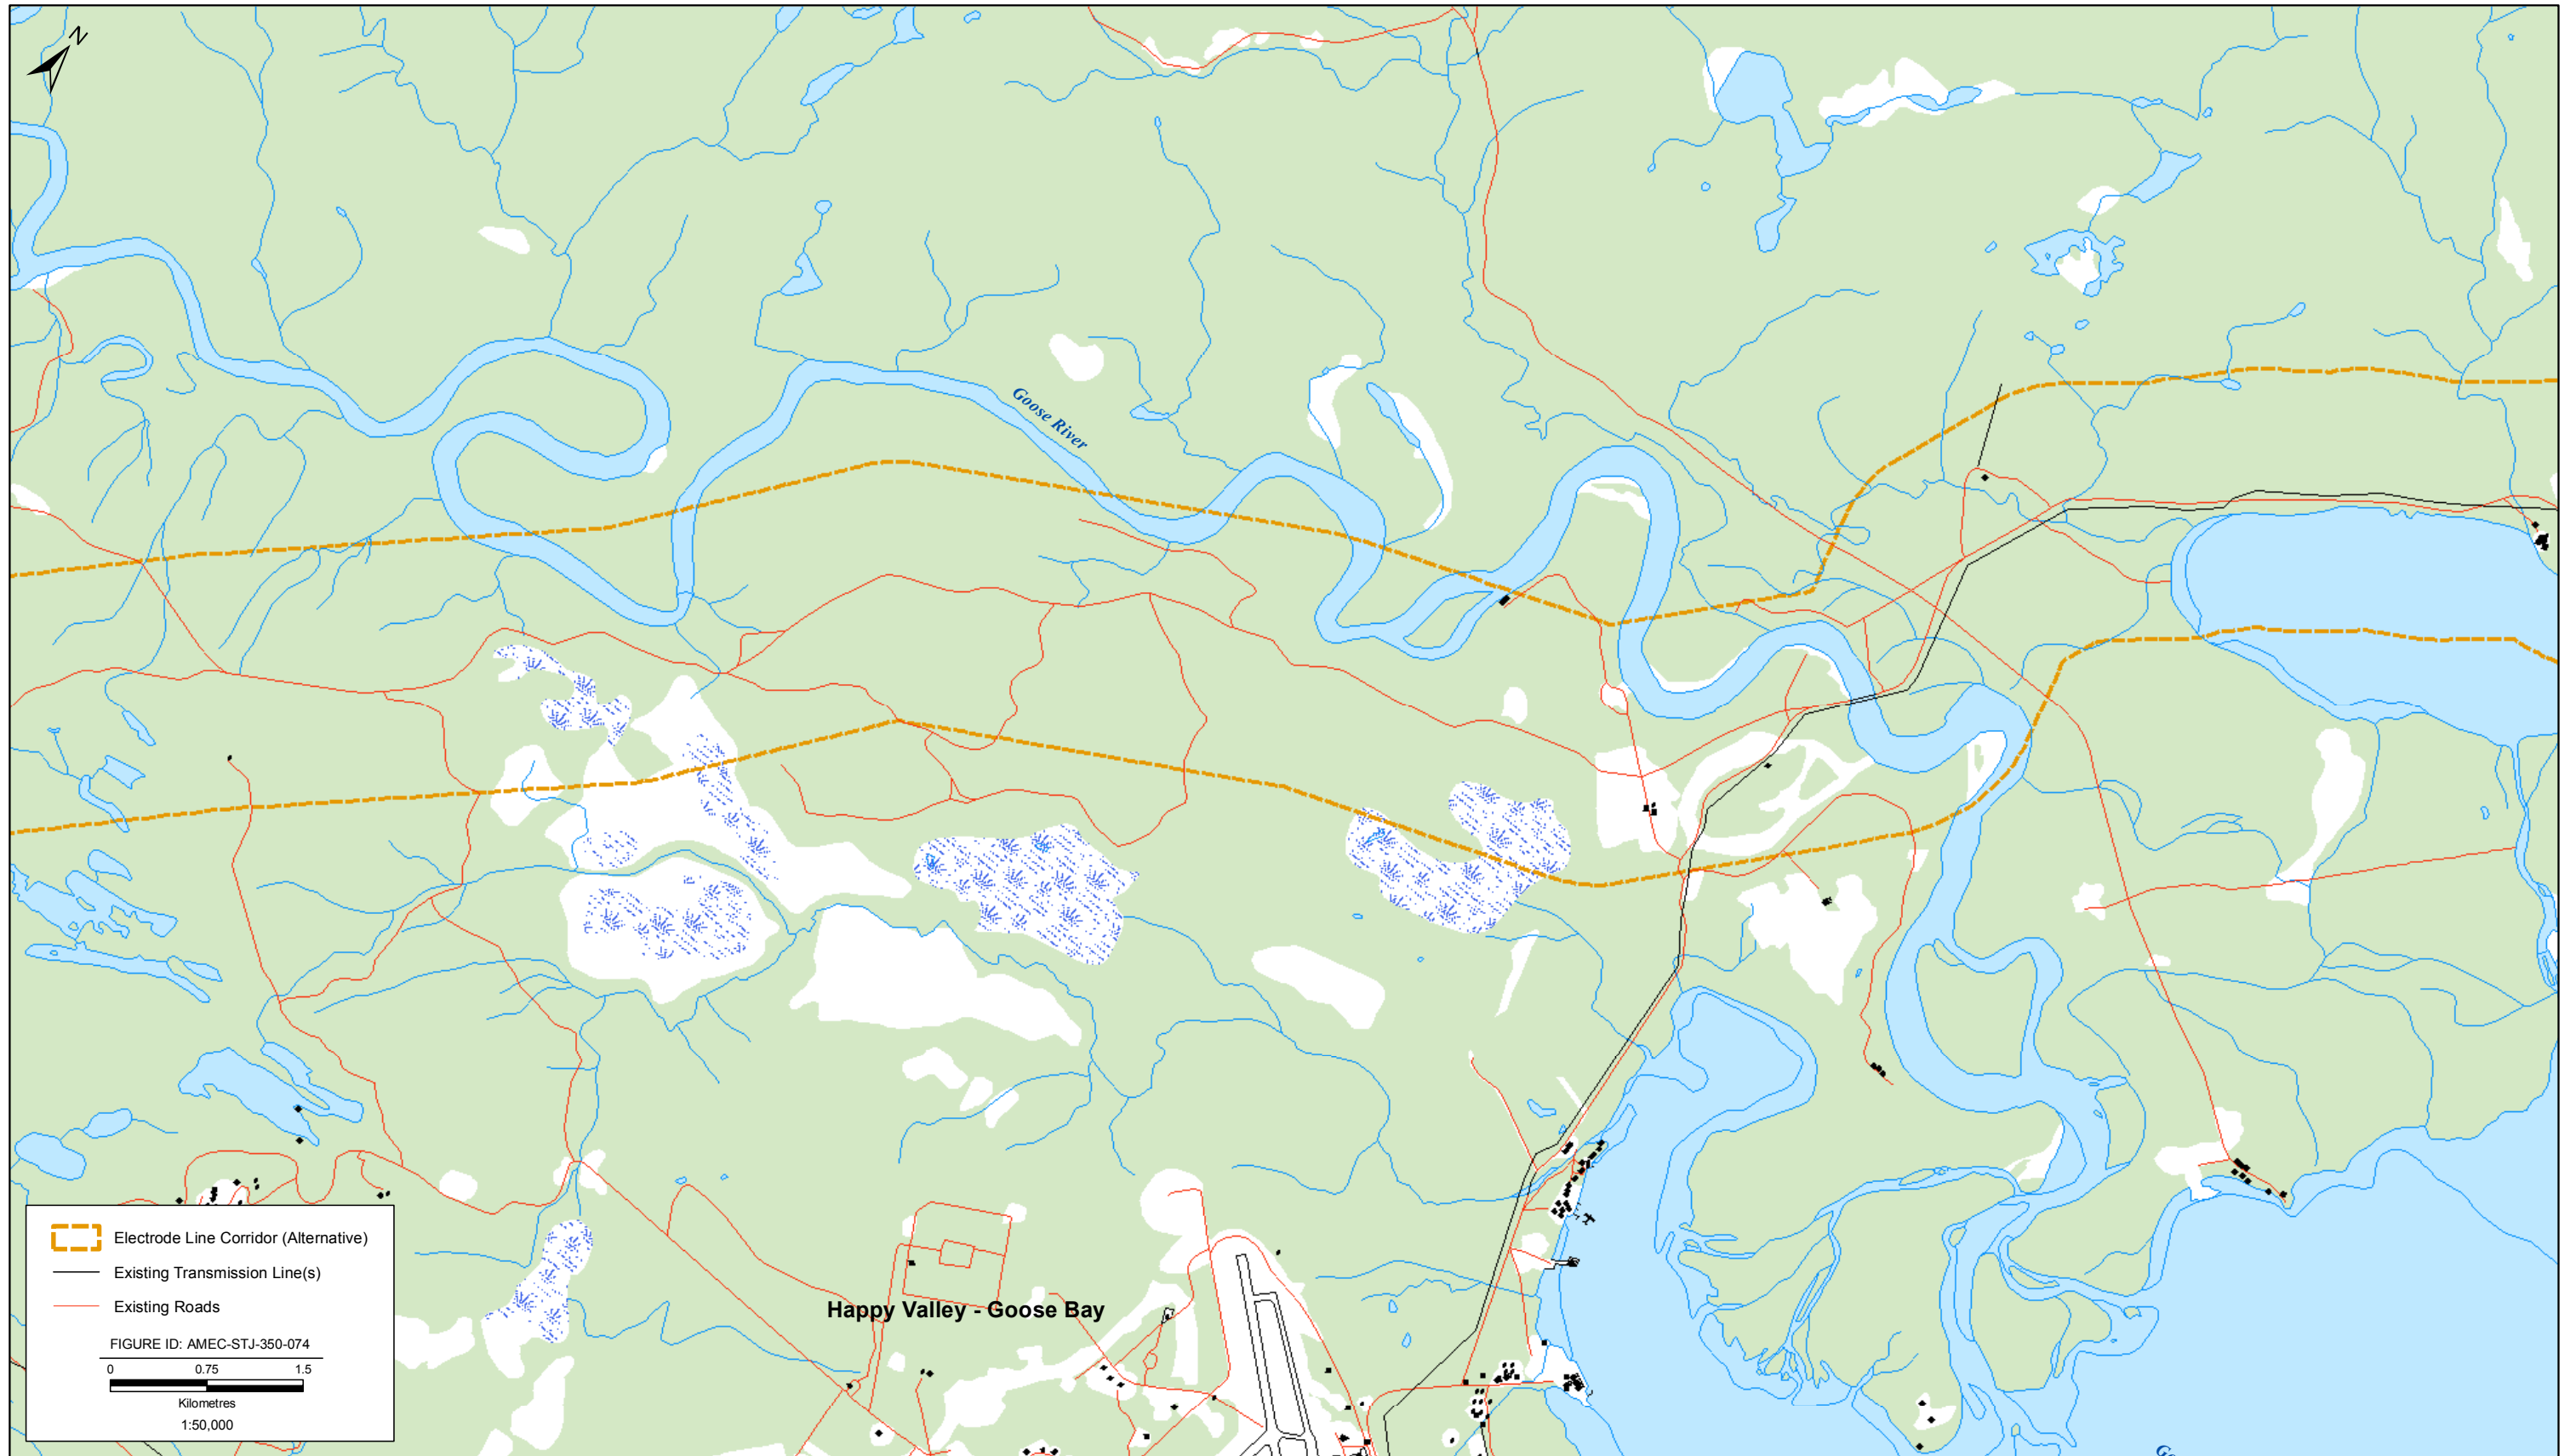 N
Goose River
Happy Valley - Goose Bay
Electrode Line Corridor (Alternative)
Existing Transmission Line(s)
Existing Roads
FIGURE ID: AMEC-STJ-350-074
0 0.75 1.5
Kilometres
1:50,000